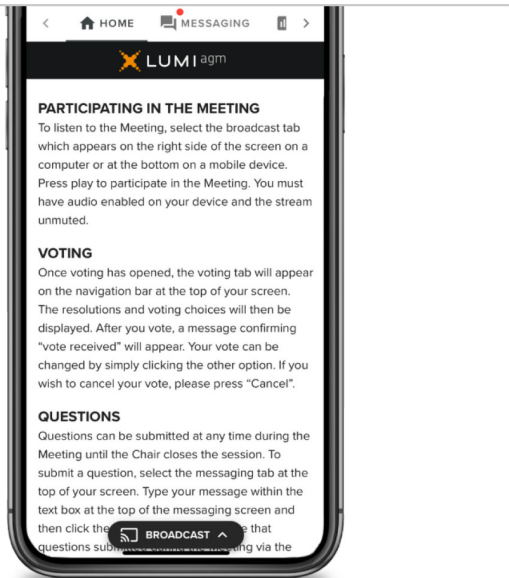 HOME MESSAGING
LUMI agm
PARTICIPATING IN THE MEETING
To listen to the Meeting, select the broadcast tab
which appears on the right side of the screen on a
computer or at the bottom on a mobile device.
Press play to participate in the Meeting. You must
have audio enabled on your device and the stream
unmuted.
VOTING
Once voting has opened, the voting tab will appear
on the navigation bar at the top of your screen.
The resolutions and voting choices will then be
displayed. After you vote, a message confirming
“vote received” will appear. Your vote can be
changed by simply clicking the other option. If you
wish to cancel your vote, please press “Cancel”.
QUESTIONS
Questions can be submitted at any time during the
Meeting until the Chair closes the session. To
submit a question, select the messaging tab at the
top of your screen. Type your message within the
text box at the top of the messaging screen and
then click the that
BROADCAST
questions via the